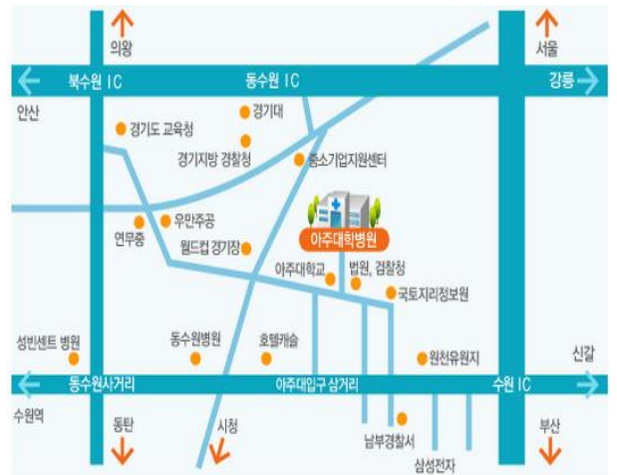 의왕
서울
북수원 IC
동수원 IC
강릉
안산
경기대
경기도 교육청
경기지방 경찰청
중소기업지원센터
우만주공
연무중
월드컵 경기장
아주대학병원
아주대학교
법원, 검찰청
국토지리정보원
성빈센트 병원
동수원병원
호텔캐슬
원천유원지
신갈
동수원사거리
아주대입구 삼거리
수원 IC
수원역
동탄
시청
남부경찰서
부산
삼성전자